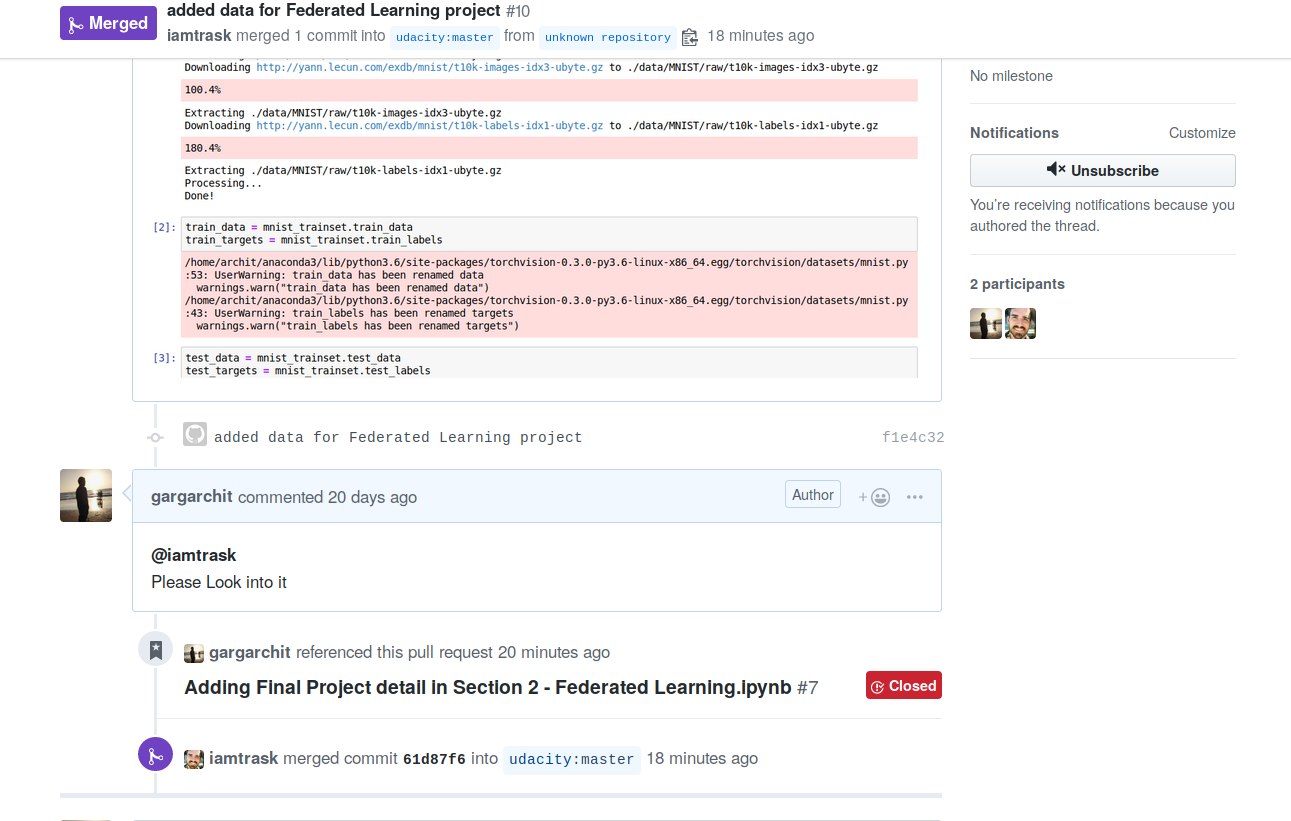 Merged
added data for Federated Learning project #10
iamtrask merged 1 commit into udacity:master from unknown repository 18 minutes ago
Downloading http://yann.lecun.com/exdb/mnist/t10k-images-idx3-ubyte.gz to ./data/MNIST/raw/t10k-images-idx3-ubyte.gz
100.4%
Extracting ./data/MNIST/raw/t10k-images-idx3-ubyte.gz
Downloading http://yann.lecun.com/exdb/mnist/t10k-labels-idx1-ubyte.gz to ./data/MNIST/raw/t10k-labels-idx1-ubyte.gz
180.4%
Extracting ./data/MNIST/raw/t10k-labels-idx1-ubyte.gz
Processing...
Done!
[2]: train_data = mnist_trainset.train_data
train_targets = mnist_trainset.train_labels
/home/archit/anaconda3/lib/python3.6/site-packages/torchvision-0.3.0-py3.6-linux-x86_64.egg/torchvision/datasets/mnist.py
:53: UserWarning: train_data has been renamed data
warnings.warn("train_data has been renamed data")
/home/archit/anaconda3/lib/python3.6/site-packages/torchvision-0.3.0-py3.6-linux-x86_64.egg/torchvision/datasets/mnist.py
:43: UserWarning: train_labels has been renamed targets
warnings.warn("train_labels has been renamed targets")
[3]: test_data = mnist_trainset.test_data
test_targets = mnist_trainset.test_labels
added data for Federated Learning project f1e4c32
gargarchit commented 20 days ago Author
@iamtrask
Please Look into it
gargarchit referenced this pull request 20 minutes ago
Adding Final Project detail in Section 2 - Federated Learning.ipynb #7 Closed
iamtrask merged commit 61d87f6 into udacity:master 18 minutes ago
No milestone
Notifications Customize
Unsubscribe
You’re receiving notifications because you
authored the thread.
2 participants